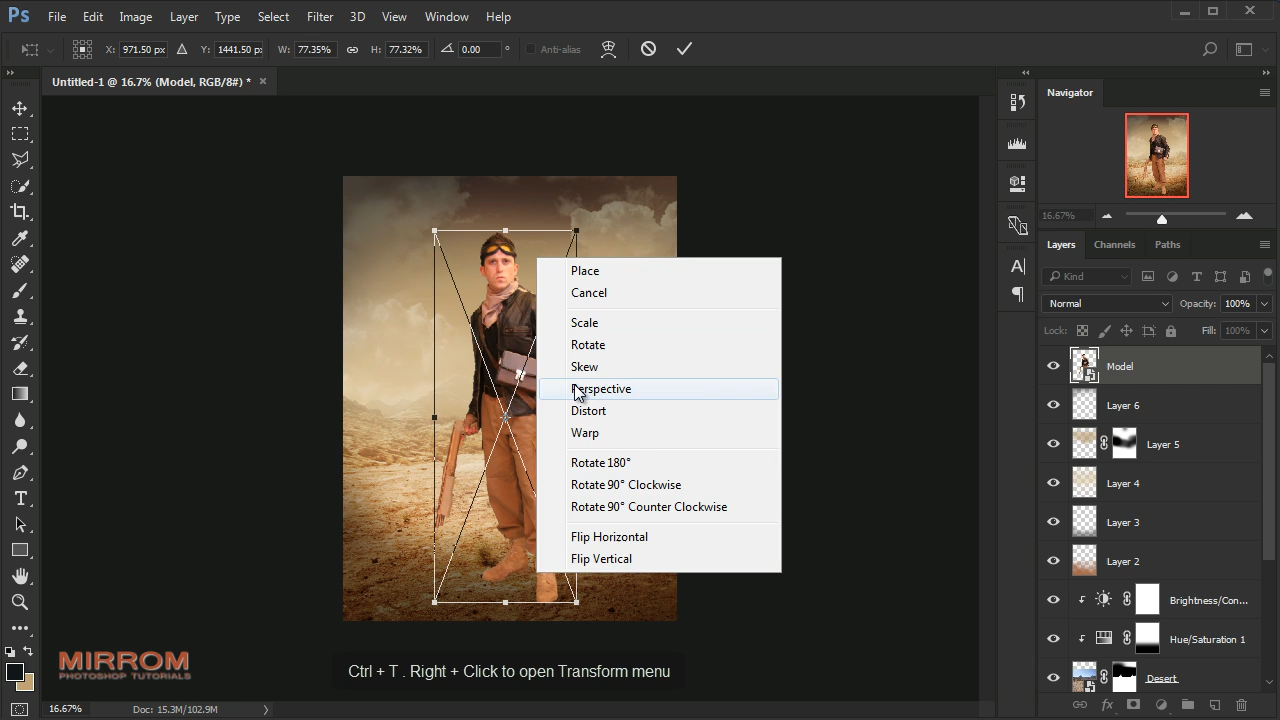 Ps File Edit Image Layer Type Select Filter 3D View Window Help
X: 971.50 px Y: 1441.50 p: W: 77.35% H: 77.32% 0.00 ° Anti-alias
Untitled-1 @ 16.7% (Model, RGB/8#) * ×
Navigator
16.67%
Layers Channels Paths
Kind
Normal Opacity: 100%
Lock: Fill: 100%
Model
Layer 6
Layer 5
Layer 4
Layer 3
Layer 2
Brightness/Con...
Hue/Saturation 1
Desert
Place
Cancel
Scale
Rotate
Skew
Perspective
Distort
Warp
Rotate 180°
Rotate 90° Clockwise
Rotate 90° Counter Clockwise
Flip Horizontal
Flip Vertical
MIRROM
PHOTOSHOP TUTORIALS
Ctrl + T . Right + Click to open Transform menu
16.67% Doc: 15.3M/102.9M